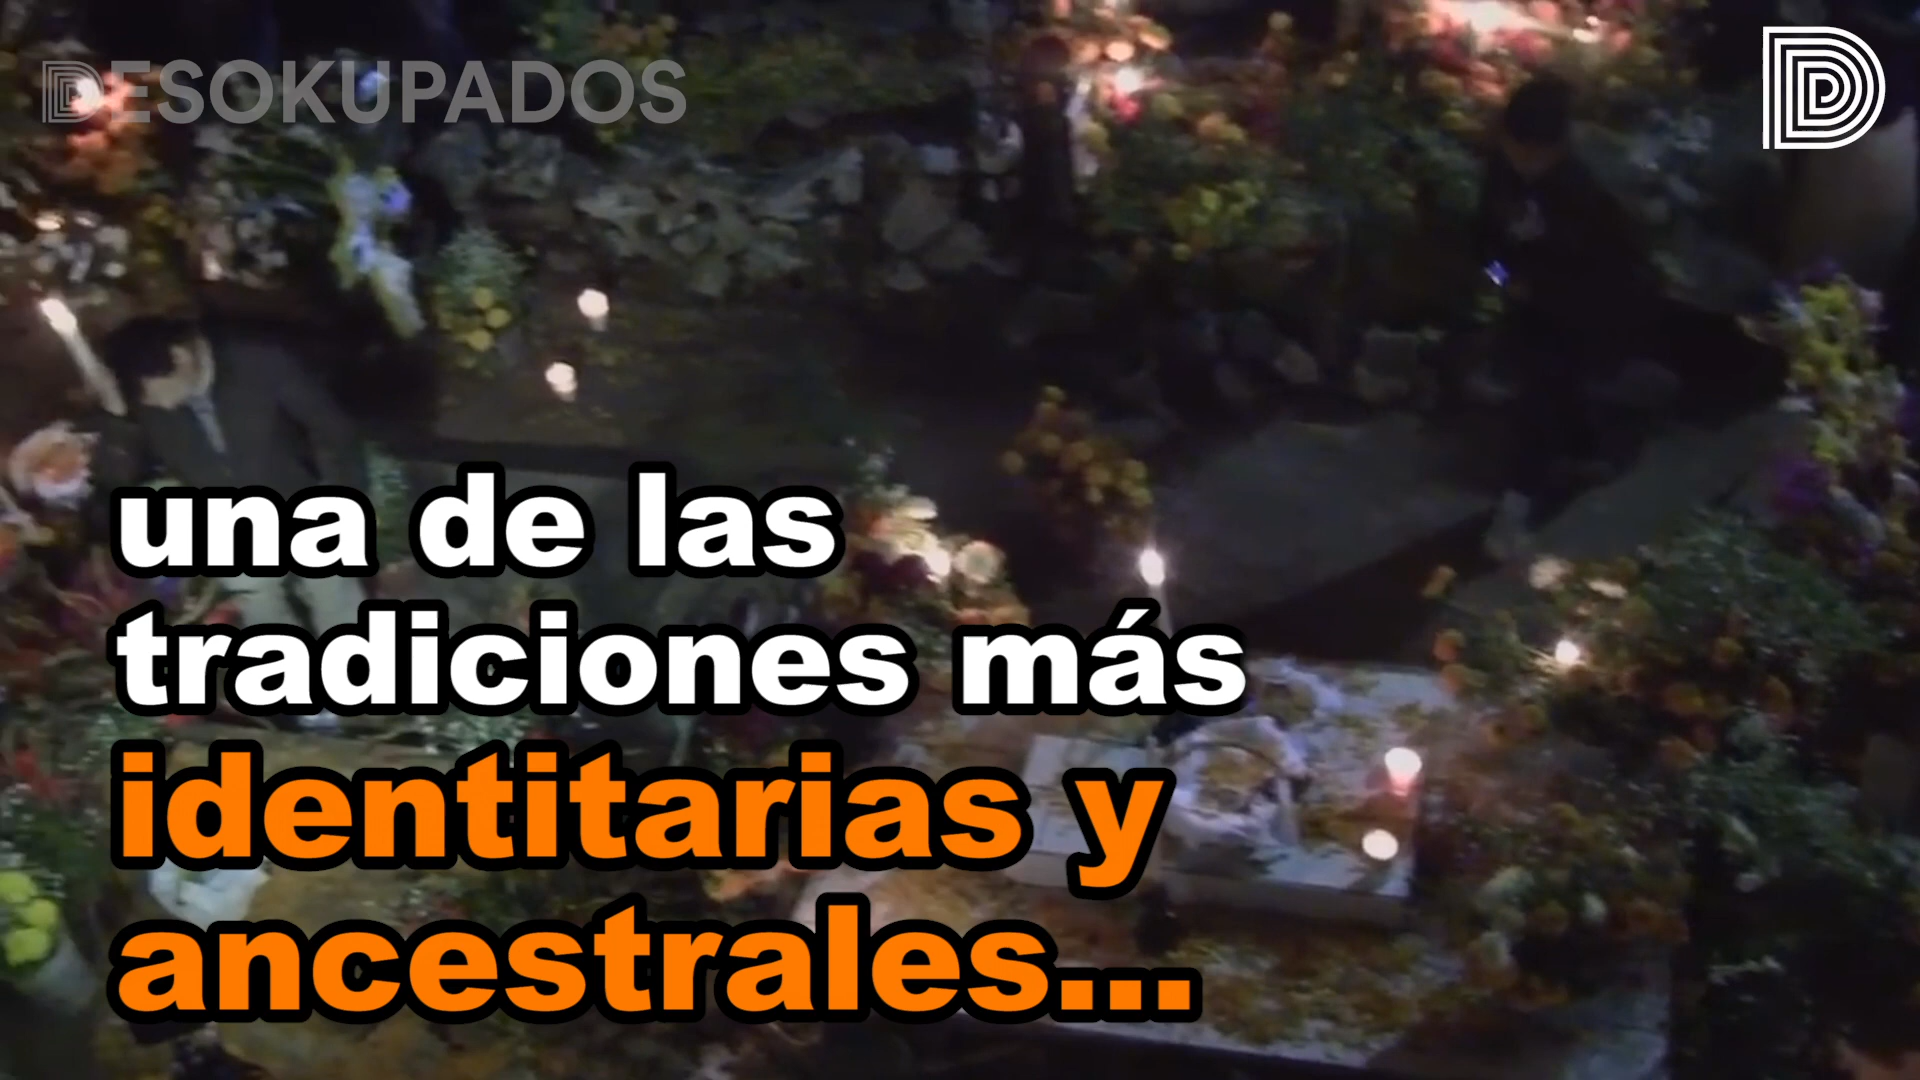 DESOKUPADOS
D
una de las
tradiciones más
identitarias y
ancestrales...